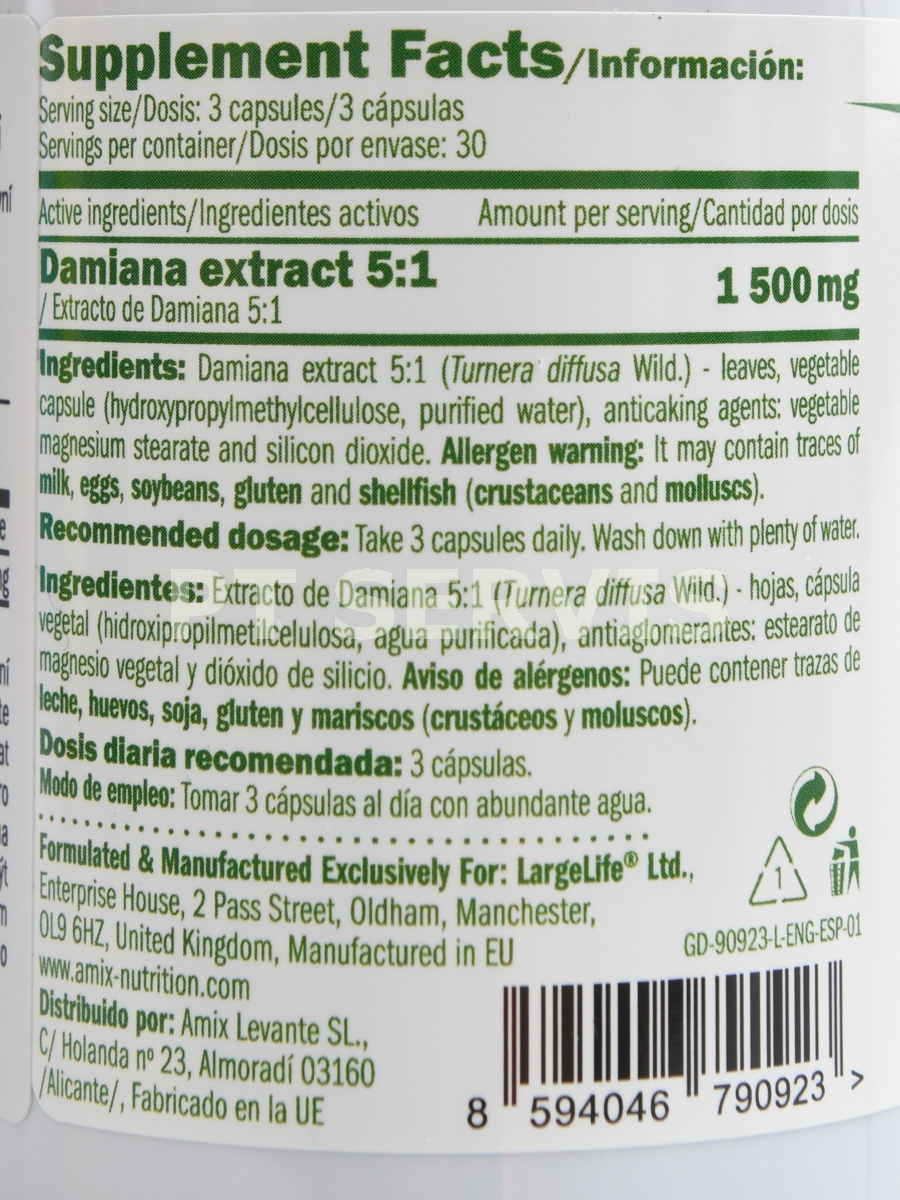 Supplement Facts/Información:
Serving size/Dosis: 3 capsules/3 cápsulas
Servings per container/Dosis por envase: 30
Active ingredients/Ingredientes activos Amount per serving/Cantidad por dosis
Damiana extract 5:1 1 500 mg
/ Extracto de Damiana 5:1
Ingredients: Damiana extract 5:1 (Turnera diffusa Wild.) - leaves, vegetable
capsule (hydroxypropylmethylcellulose, purified water), anticaking agents: vegetable
magnesium stearate and silicon dioxide. Allergen warning: It may contain traces of
milk, eggs, soybeans, gluten and shellfish (crustaceans and molluscs).
Recommended dosage: Take 3 capsules daily. Wash down with plenty of water.
Ingredientes: Extracto de Damiana 5:1 (Turnera diffusa Wild.) - hojas, cápsula
PT SERVIS
vegetal (hidroxipropilmetilcelulosa, agua purificada), antiaglomerantes: estearato de
magnesio vegetal y dióxido de silicio. Aviso de alérgenos: Puede contener trazas de
leche, huevos, soja, gluten y mariscos (crustáceos y moluscos).
Dosis diaria recomendada: 3 cápsulas.
Modo de empleo: Tomar 3 cápsulas al día con abundante agua.
Formulated & Manufactured Exclusively For: LargeLife® Ltd.,
Enterprise House, 2 Pass Street, Oldham, Manchester,
OL9 6HZ, United Kingdom, Manufactured in EU
www.amix-nutrition.com
Distribuido por: Amix Levante SL.,
C/ Holanda nº 23, Almoradí 03160
/Alicante/, Fabricado en la UE
1
GD-90923-L-ENG-ESP-01
8 594046 790923 >